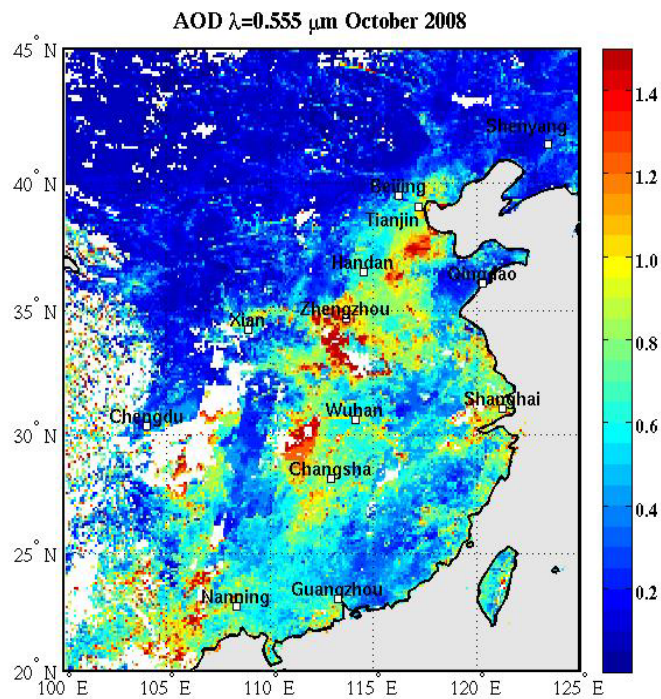 AOD λ=0.555 μm October 2008
45° N
1.4
Shenyang
1.2
40° N
Beijing
Tianjin
Handan
Qingdao
1.0
35° N
Zhengzhou
Xian
0.8
Shanghai
Chengdu
Wuhan
30° N
0.6
Changsha
0.4
25° N
Nanning
Guangzhou
0.2
20° N
100° E 105° E 110° E 115° E 120° E 125° E